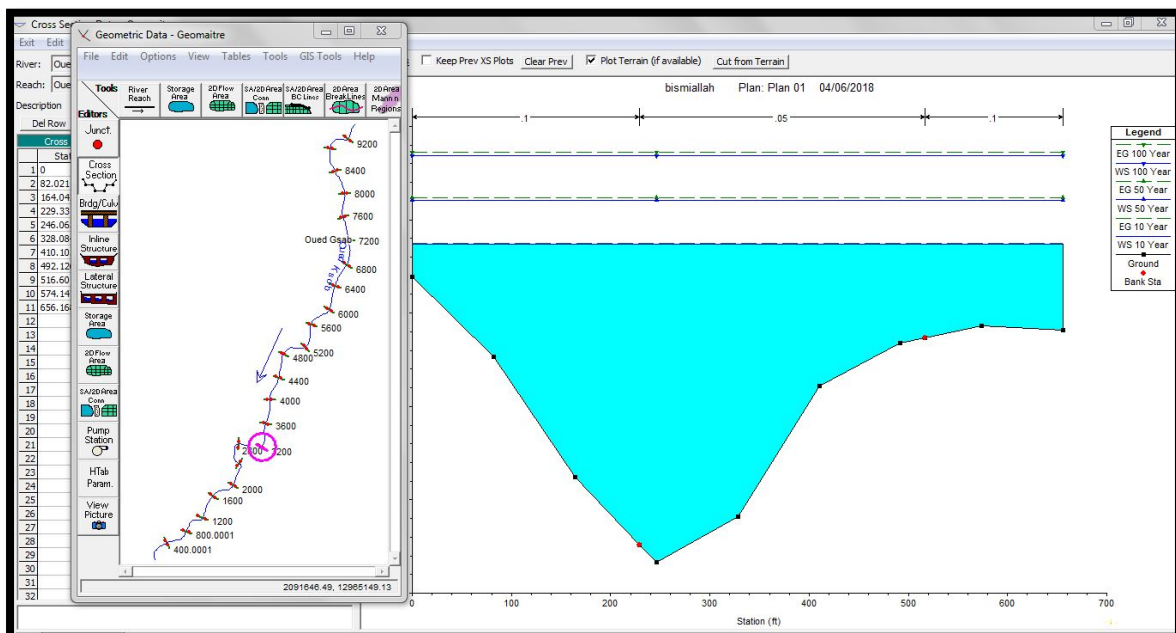 Cross Sec
Exit Edit
River: Oue
Reach: Oue
Description
Del Row
Cross
Stat
1 0
2 82.021
3 164.04
4 229.33
5 246.06
6 328.08
7 410.10
8 492.12
9 516.60
10 574.14
11 656.16
12
13
14
15
16
17
18
19
20
21
22
23
24
25
26
27
28
29
30
31
32
Geometric Data - Geomaitre
File Edit Options View Tables Tools GIS Tools Help
Tools
Editors
River Reach
Storage Area
2D Flow Area
SA/2D Area Conn
SA/2D Area BC Lines
2D Area BreakLines
2D Area Mann n Regions
Junct.
Cross Section
Brdg/Culv
Inline Structure
Lateral Structure
Storage Area
2D Flow Area
SA/2D Area Conn
Pump Station
HTab Param.
View Picture
9200
8400
8000
7600
Oued Gsab 7200
Oued Ksob
6800
6400
6000
5600
5200
4800
4400
4000
3600
3200
2800
2000
1600
1200
800.0001
400.0001
2091646.49, 12965149.13
Keep Prev XS Plots Clear Prev Plot Terrain (if available) Cut from Terrain
bismiallah Plan: Plan 01 04/06/2018
.1 .05 .1
Legend
EG 100 Year
WS 100 Year
EG 50 Year
WS 50 Year
EG 10 Year
WS 10 Year
Ground
Bank Sta
0 100 200 300 400 500 600 700
Station (ft)